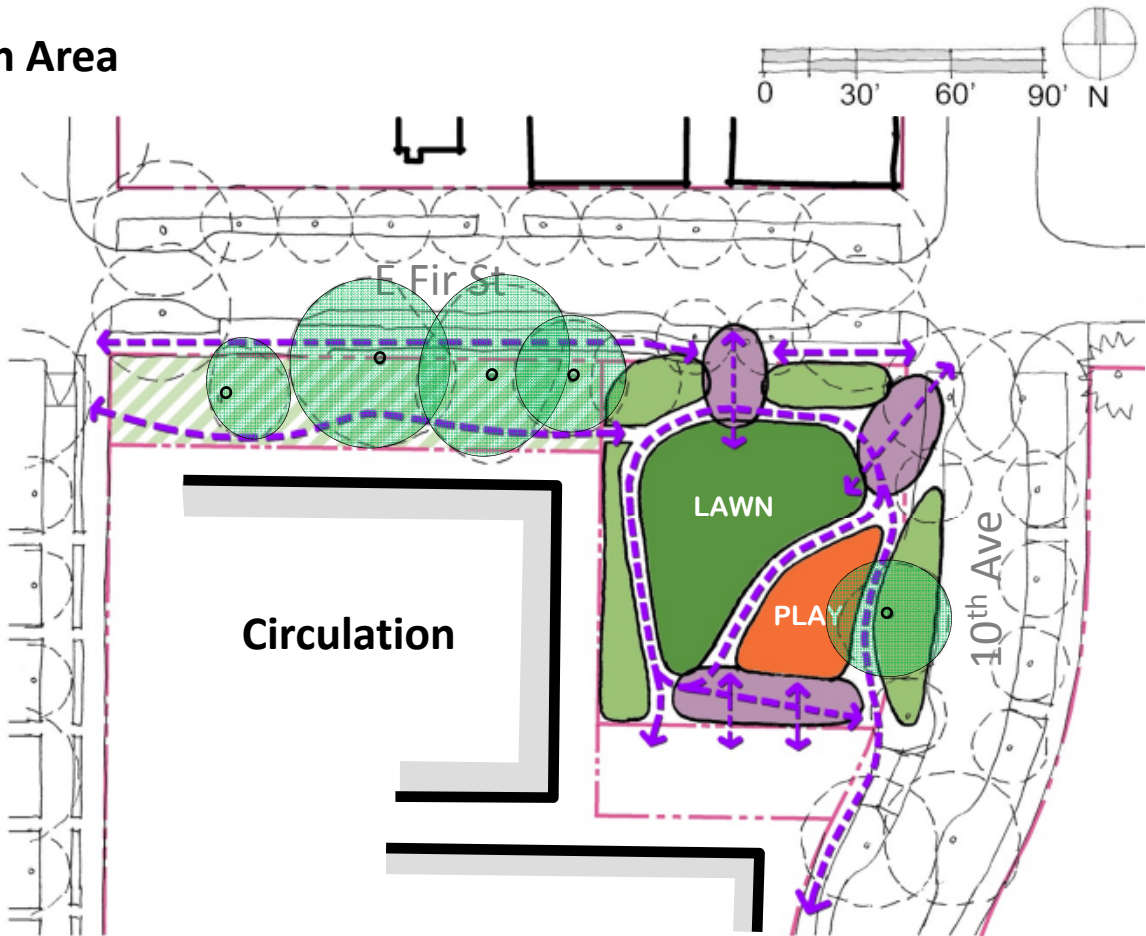 n Area
0 30' 60' 90' N
E Fir St
LAWN
PLAY
10th Ave
Circulation